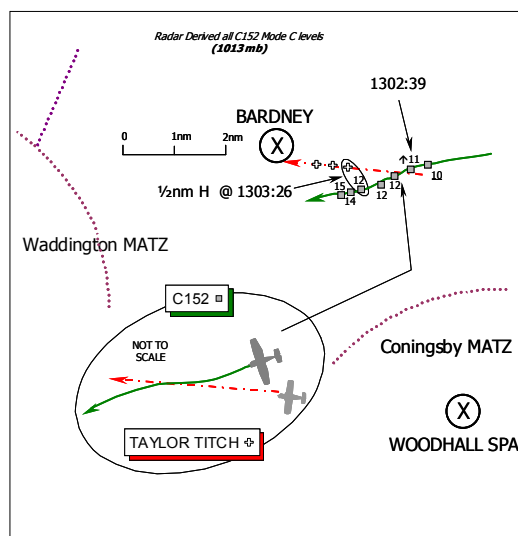 Radar Derived all C152 Mode C levels
(1013mb)
1302:39
BARDNEY
X
0
1nm
2nm
11
10
12
12
12
15
14
½nm H @ 1303:26
Waddington MATZ
C152
NOT TO
SCALE
Coningsby MATZ
X
TAYLOR TITCH
WOODHALL SPA